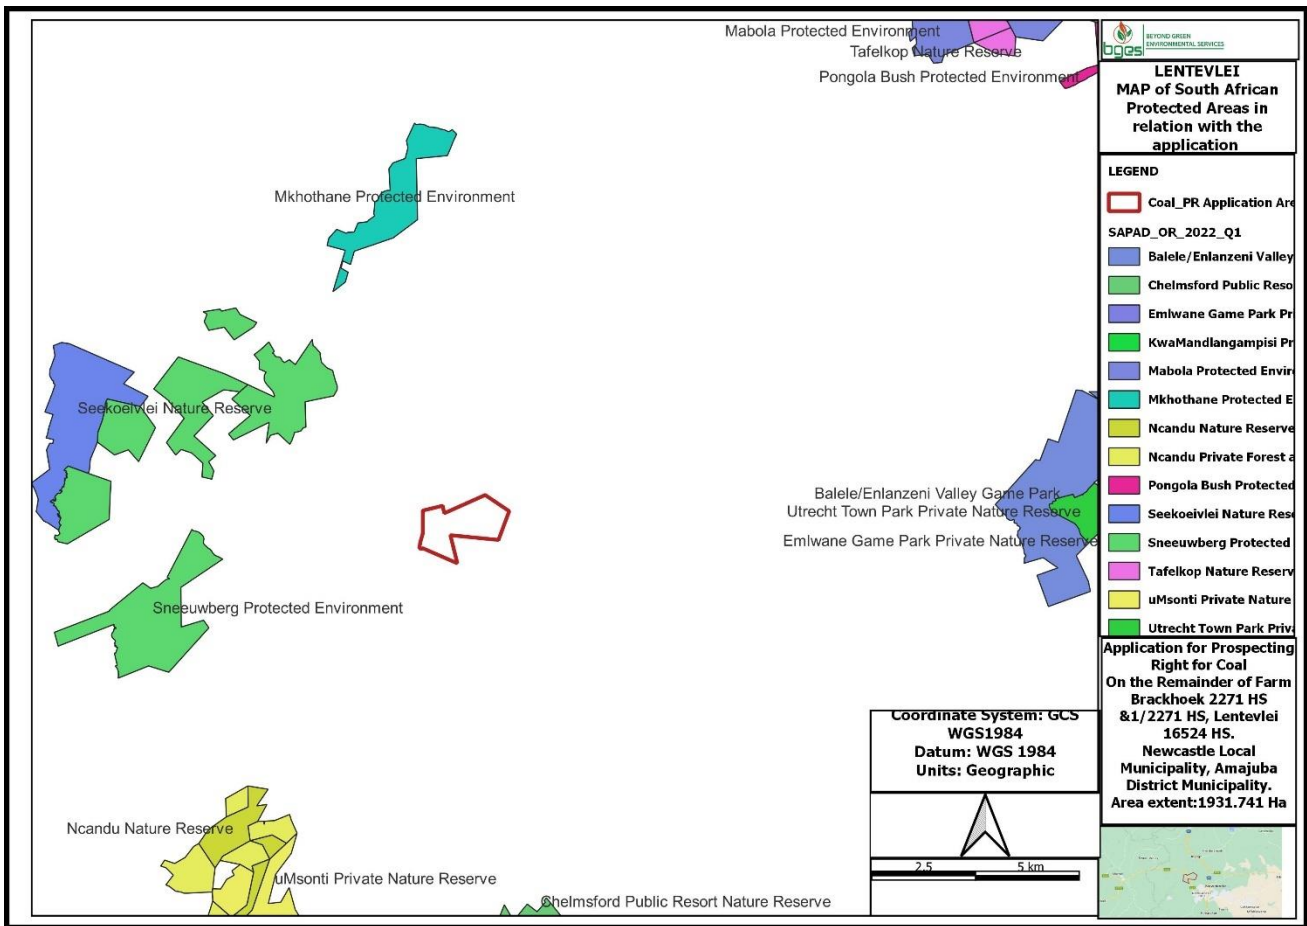 Mabola Protected Environment
Tafelkop Nature Reserve
Pongola Bush Protected Environment
Mkhothane Protected Environment
Seekoeivlei Nature Reserve
Balele/Enlanzeni Valley Game Park
Utrecht Town Park Private Nature Reserve
Emlwane Game Park Private Nature Reserve
Sneeuwberg Protected Environment
Ncandu Nature Reserve
uMsonti Private Nature Reserve
Chelmsford Public Resort Nature Reserve
bges
BEYOND GREEN
ENVIRONMENTAL SERVICES
LENTEVLEI
MAP of South African
Protected Areas in
relation with the
application
LEGEND
Coal_PR Application Are
SAPAD_OR_2022_Q1
Balele/Enlanzeni Valley
Chelmsford Public Reso
Emlwane Game Park Pr
KwaMandlangampisi Pr
Mabola Protected Envir
Mkhothane Protected E
Ncandu Nature Reserve
Ncandu Private Forest a
Pongola Bush Protected
Seekoeivlei Nature Rese
Sneeuwberg Protected
Tafelkop Nature Reserv
uMsonti Private Nature
Utrecht Town Park Priva
Application for Prospecting
Right for Coal
On the Remainder of Farm
Brackhoek 2271 HS
&1/2271 HS, Lentevlei
16524 HS.
Newcastle Local
Municipality, Amajuba
District Municipality.
Area extent:1931.741 Ha
Coordinate System: GCS
WGS1984
Datum: WGS 1984
Units: Geographic
2.5 5 km